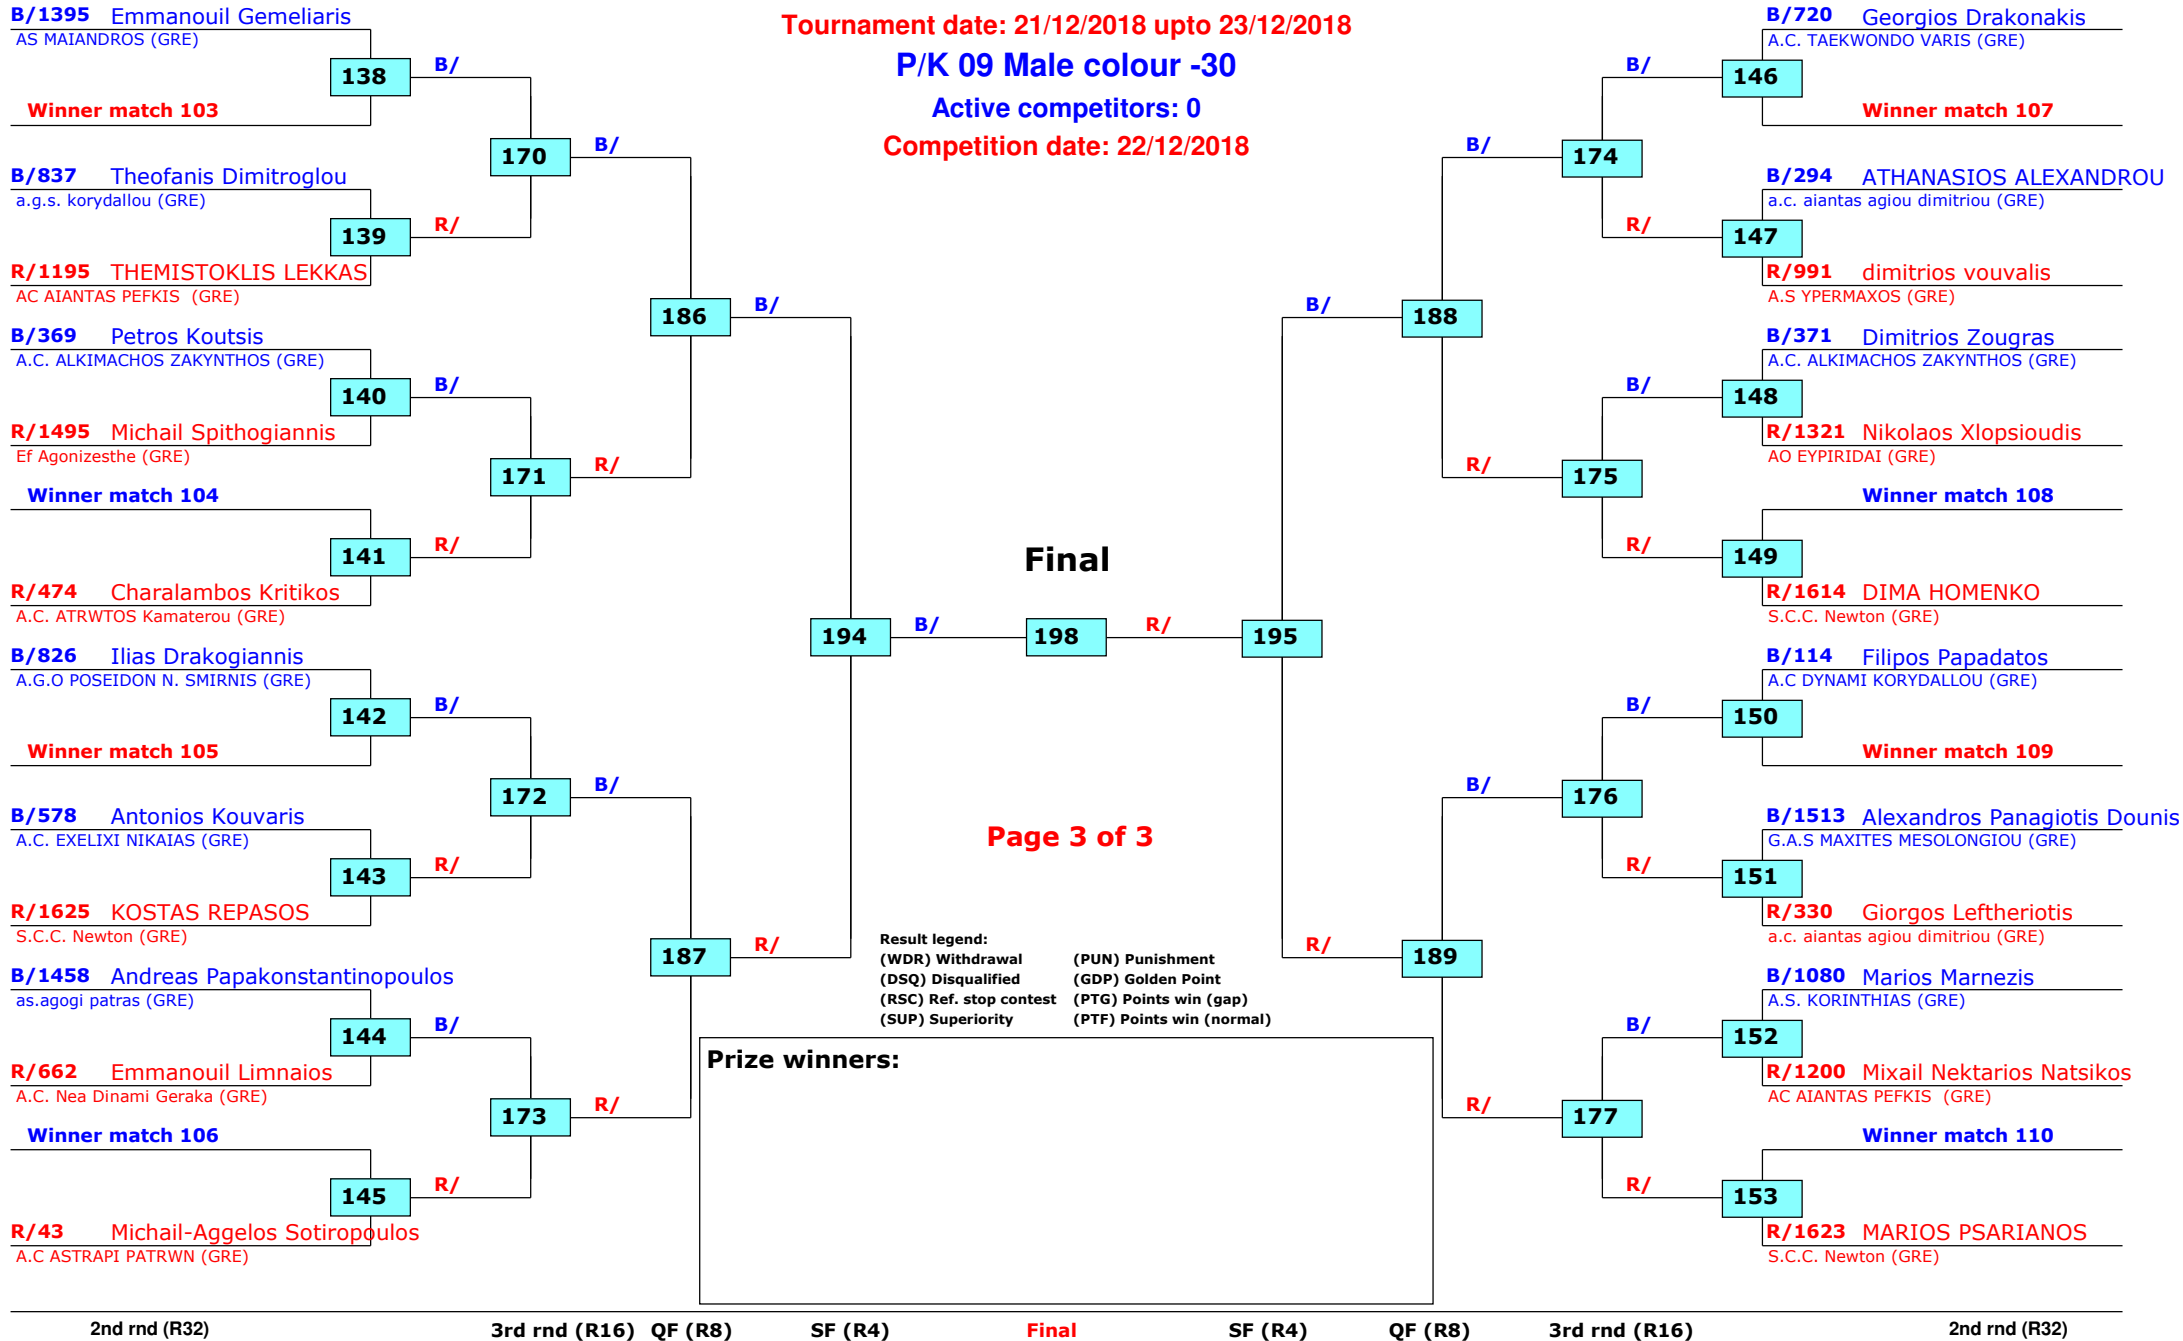 Tournament date: 21/12/2018 upto 23/12/2018
P/K 09 Male colour -30
Active competitors: 0
Competition date: 22/12/2018
B/1395 Emmanouil Gemeliaris
AS MAIANDROS (GRE)
138
B/
Winner match 103
170
B/
B/837 Theofanis Dimitroglou
a.g.s. korydallou (GRE)
139
R/
R/1195 THEMISTOKLIS LEKKAS
AC AIANTAS PEFKIS (GRE)
186
B/
B/369 Petros Koutsis
A.C. ALKIMACHOS ZAKYNTHOS (GRE)
140
B/
R/1495 Michail Spithogiannis
Ef Agonizesthe (GRE)
171
R/
Winner match 104
141
R/
R/474 Charalambos Kritikos
A.C. ATRWTOS Kamaterou (GRE)
194
B/
B/826 Ilias Drakogiannis
A.G.O POSEIDON N. SMIRNIS (GRE)
142
B/
Winner match 105
172
B/
B/578 Antonios Kouvaris
A.C. EXELIXI NIKAIAS (GRE)
143
R/
R/1625 KOSTAS REPASOS
S.C.C. Newton (GRE)
187
R/
B/1458 Andreas Papakonstantinopoulos
as.agogi patras (GRE)
144
B/
R/662 Emmanouil Limnaios
A.C. Nea Dinami Geraka (GRE)
173
R/
Winner match 106
145
R/
R/43 Michail-Aggelos Sotiropoulos
A.C ASTRAPI PATRWN (GRE)
Final
198
R/
Page 3 of 3
Result legend:
(WDR) Withdrawal (PUN) Punishment
(DSQ) Disqualified (GDP) Golden Point
(RSC) Ref. stop contest (PTG) Points win (gap)
(SUP) Superiority (PTF) Points win (normal)
Prize winners:
B/720 Georgios Drakonakis
A.C. TAEKWONDO VARIS (GRE)
B/
146
Winner match 107
B/
174
B/294 ATHANASIOS ALEXANDROU
a.c. aiantas agiou dimitriou (GRE)
R/
147
R/991 dimitrios vouvalis
A.S YPERMAXOS (GRE)
B/
188
B/371 Dimitrios Zougras
A.C. ALKIMACHOS ZAKYNTHOS (GRE)
B/
148
R/1321 Nikolaos Xlopsioudis
AO EYPIRIDAI (GRE)
R/
175
Winner match 108
R/
149
R/1614 DIMA HOMENKO
S.C.C. Newton (GRE)
195
B/114 Filipos Papadatos
A.C DYNAMI KORYDALLOU (GRE)
B/
150
Winner match 109
B/
176
B/1513 Alexandros Panagiotis Dounis
G.A.S MAXITES MESOLONGIOU (GRE)
R/
151
R/330 Giorgos Leftheriotis
a.c. aiantas agiou dimitriou (GRE)
R/
189
B/1080 Marios Marnezis
A.S. KORINTHIAS (GRE)
B/
152
R/1200 Mixail Nektarios Natsikos
AC AIANTAS PEFKIS (GRE)
R/
177
Winner match 110
R/
153
R/1623 MARIOS PSARIANOS
S.C.C. Newton (GRE)
2nd rnd (R32) 3rd rnd (R16) QF (R8) SF (R4) Final SF (R4) QF (R8) 3rd rnd (R16) 2nd rnd (R32)